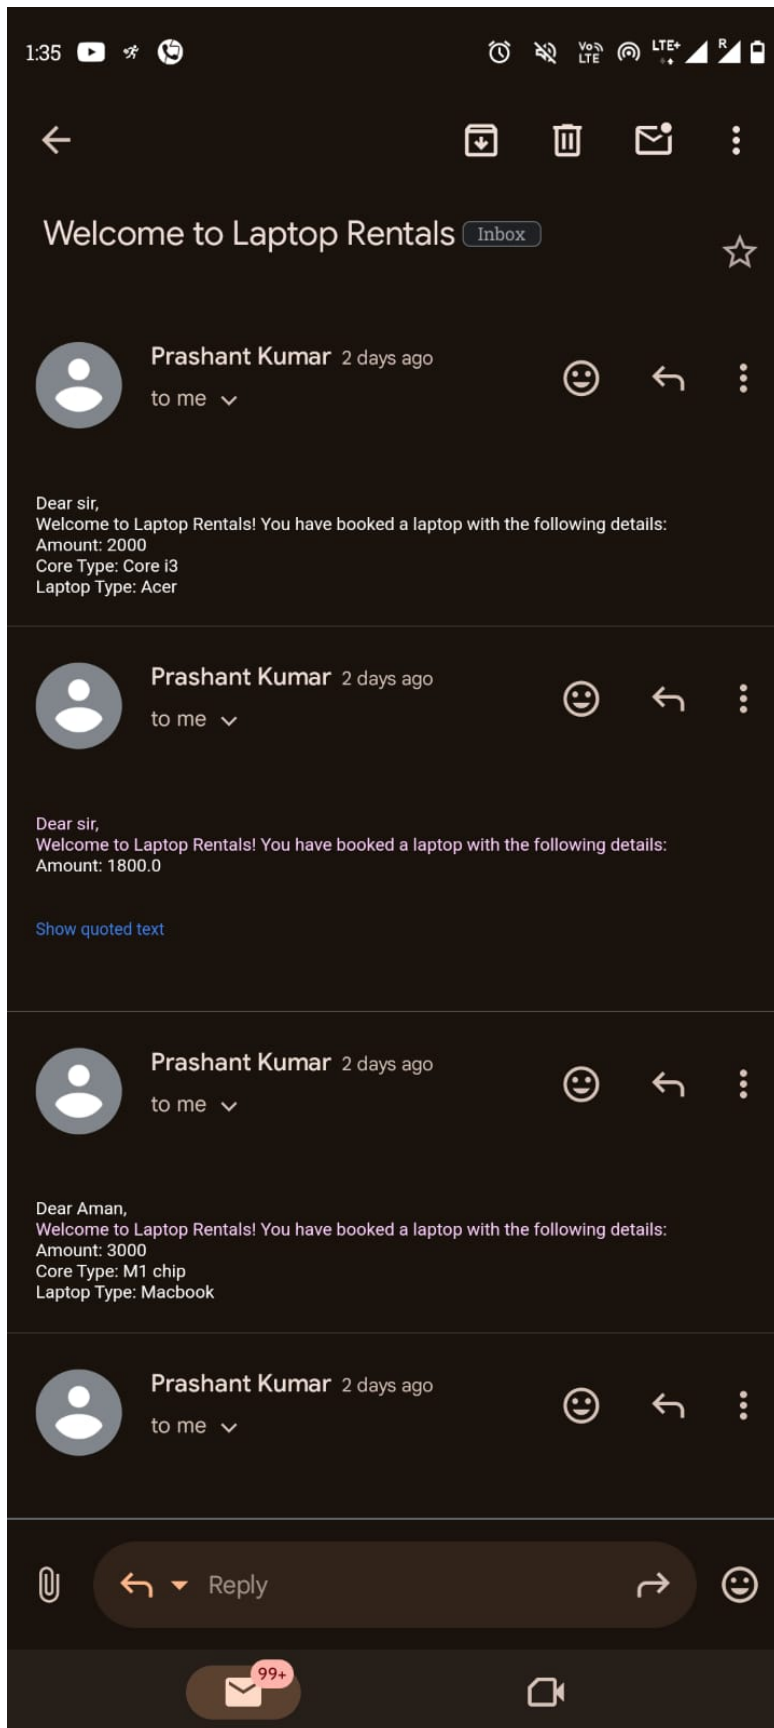 1:35
Vo LTE LTE+ R
Welcome to Laptop Rentals Inbox
Prashant Kumar 2 days ago
to me
Dear sir,
Welcome to Laptop Rentals! You have booked a laptop with the following details:
Amount: 2000
Core Type: Core i3
Laptop Type: Acer
Prashant Kumar 2 days ago
to me
Dear sir,
Welcome to Laptop Rentals! You have booked a laptop with the following details:
Amount: 1800.0
Show quoted text
Prashant Kumar 2 days ago
to me
Dear Aman,
Welcome to Laptop Rentals! You have booked a laptop with the following details:
Amount: 3000
Core Type: M1 chip
Laptop Type: Macbook
Prashant Kumar 2 days ago
to me
Reply
99+